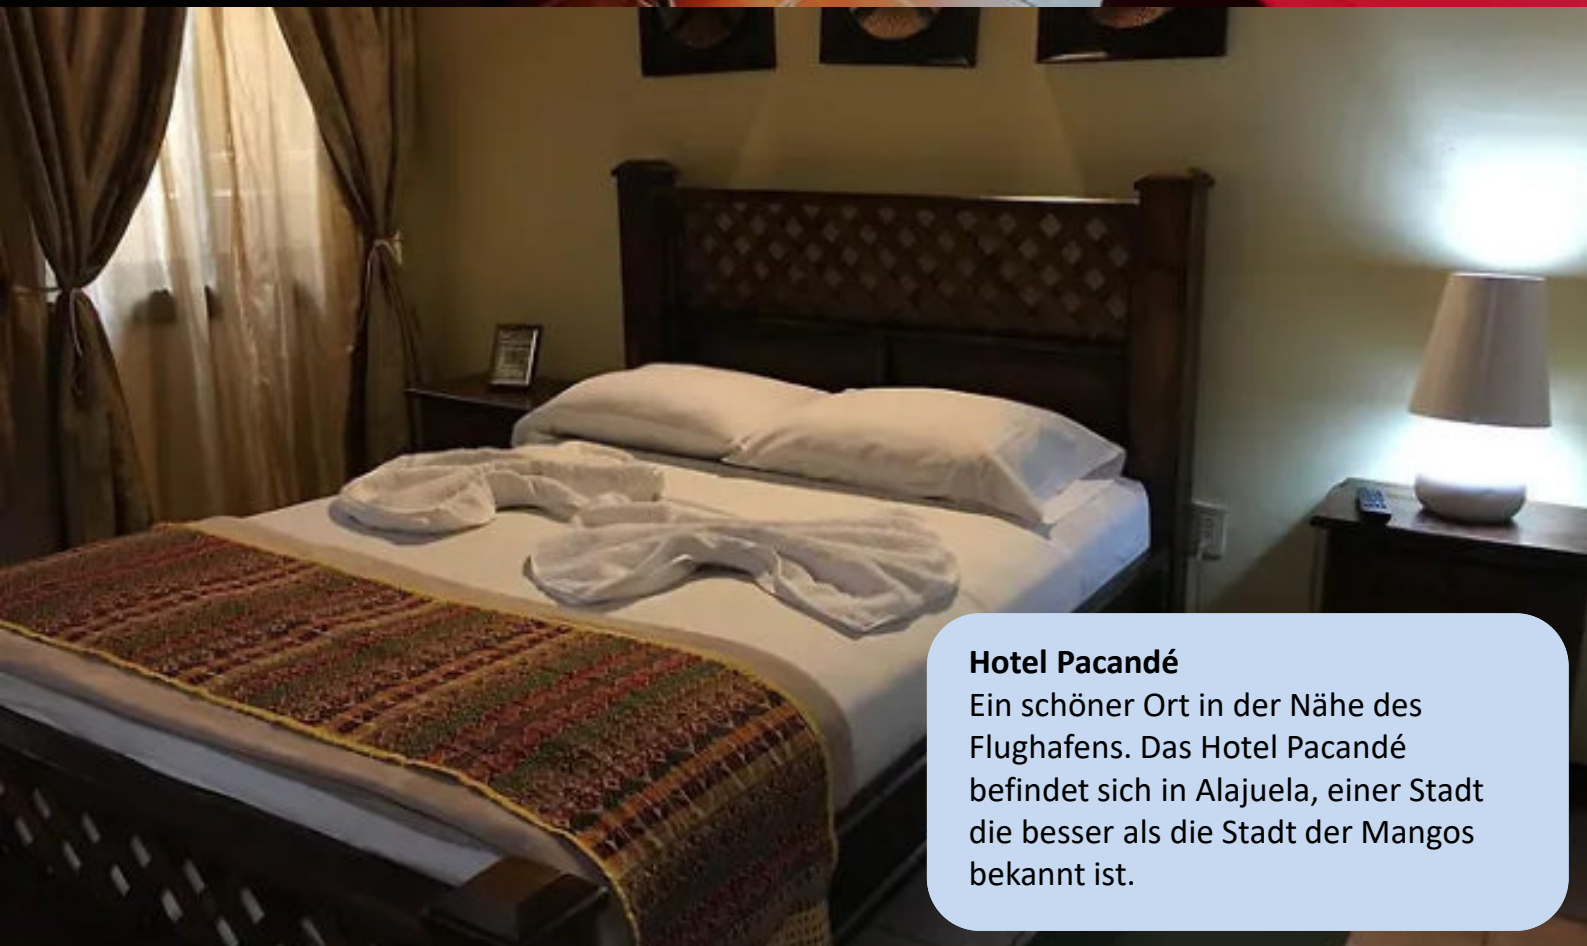 Hotel Pacandé
Ein schöner Ort in der Nähe des
Flughafens. Das Hotel Pacandé
befindet sich in Alajuela, einer Stadt
die besser als die Stadt der Mangos
bekannt ist.